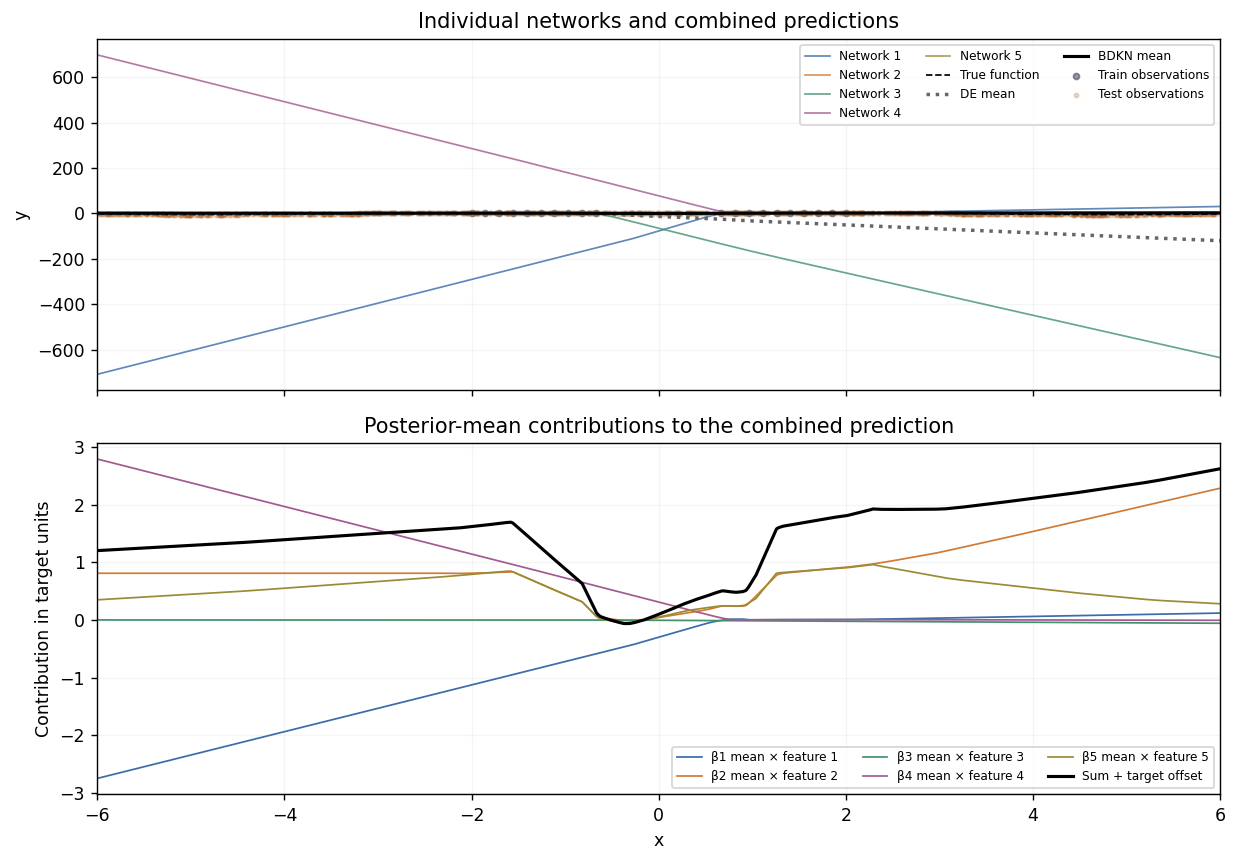 Individual networks and combined predictions
600
400
200
0
−200
−400
−600
y
Network 1
Network 2
Network 3
Network 4
Network 5
True function
DE mean
BDKN mean
Train observations
Test observations
Posterior-mean contributions to the combined prediction
3
2
1
0
−1
−2
−3
Contribution in target units
β1 mean × feature 1
β2 mean × feature 2
β3 mean × feature 3
β4 mean × feature 4
β5 mean × feature 5
Sum + target offset
−6 −4 −2 0 2 4 6
x